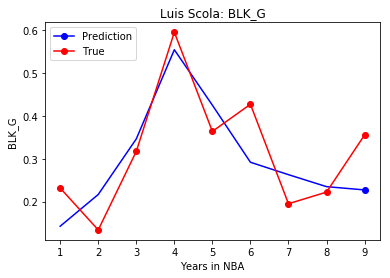 Luis Scola: BLK_G
Prediction
True
BLK_G
0.6
0.5
0.4
0.3
0.2
1 2 3 4 5 6 7 8 9
Years in NBA